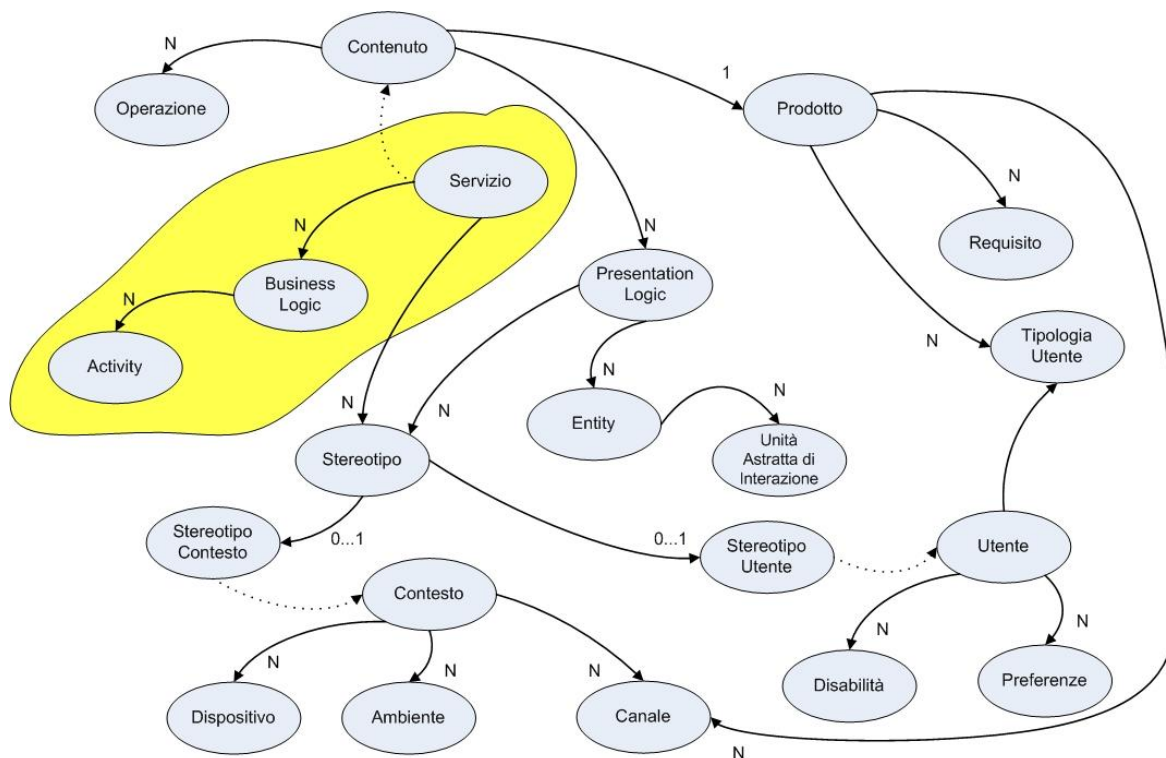 N
Contenuto
1
Operazione
Prodotto
Servizio
N
N
Requisito
N
Business
Logic
N
Presentation
Logic
N
Activity
N
Tipologia
Utente
N
N
N
N
Entity
Unità
Astratta di
Interazione
Stereotipo
Stereotipo
Contesto
0...1
0...1
Stereotipo
Utente
Utente
Contesto
N
N
N
N
N
Disabilità
Preferenze
Dispositivo
Ambiente
Canale
N